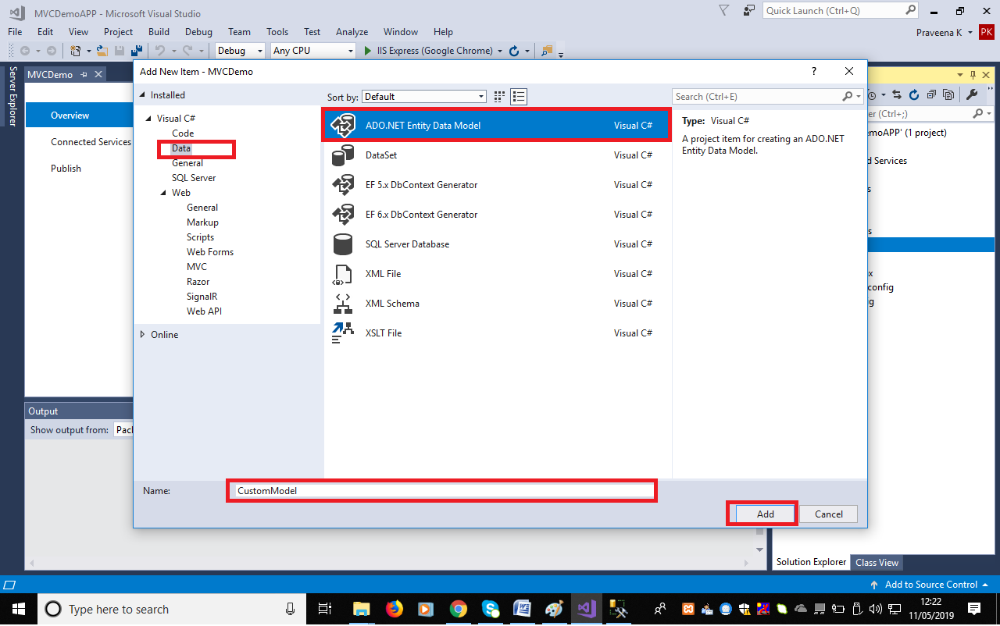 MVCDemoAPP - Microsoft Visual Studio
Quick Launch (Ctrl+Q)
File Edit View Project Build Debug Team Tools Test Analyze Window Help
Praveena K PK
Debug Any CPU IIS Express (Google Chrome)
Server Explorer
MVCDemo
Overview
Connected Services
Publish
Add New Item - MVCDemo
?
Installed
Visual C#
Code
Data
General
SQL Server
Web
General
Markup
Scripts
Web Forms
MVC
Razor
SignalR
Web API
Online
Sort by: Default
Search (Ctrl+E)
ADO.NET Entity Data Model Visual C#
DataSet Visual C#
EF 5.x DbContext Generator Visual C#
EF 6.x DbContext Generator Visual C#
SQL Server Database Visual C#
XML File Visual C#
XML Schema Visual C#
XSLT File Visual C#
Type: Visual C#
A project item for creating an ADO.NET
Entity Data Model.
Name: CustomModel
Add Cancel
er (Ctrl+;)
emoAPP' (1 project)
d Services
s
s
x
config
g
Output
Show output from: Pack
Solution Explorer Class View
Add to Source Control
Type here to search
12:22
11/05/2019